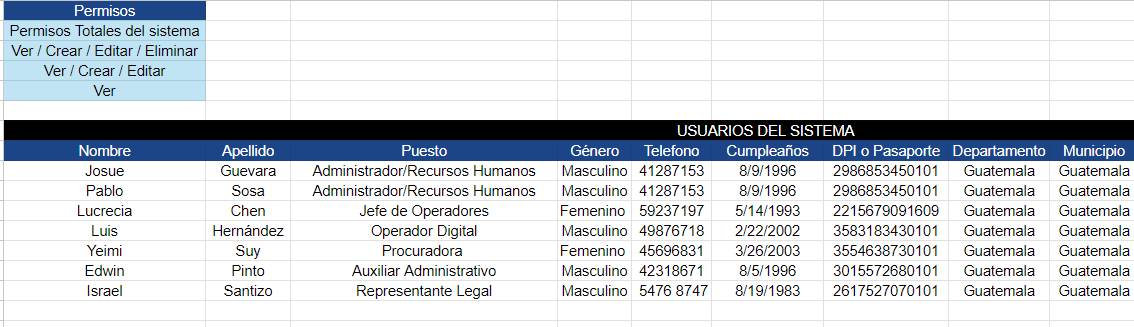 Permisos
Permisos Totales del sistema
Ver / Crear / Editar / Eliminar
Ver / Crear / Editar
Ver
USUARIOS DEL SISTEMA
Nombre Apellido Puesto Género Telefono Cumpleaños DPI o Pasaporte Departamento Municipio
Josue Guevara Administrador/Recursos Humanos Masculino 41287153 8/9/1996 2986853450101 Guatemala Guatemala
Pablo Sosa Administrador/Recursos Humanos Masculino 41287153 8/9/1996 2986853450101 Guatemala Guatemala
Lucrecia Chen Jefe de Operadores Femenino 59237197 5/14/1993 2215679091609 Guatemala Guatemala
Luis Hernández Operador Digital Masculino 49876718 2/22/2002 3583183430101 Guatemala Guatemala
Yeimi Suy Procuradora Femenino 45696831 3/26/2003 3554638730101 Guatemala Guatemala
Edwin Pinto Auxiliar Administrativo Masculino 42318671 8/5/1996 3015572680101 Guatemala Guatemala
Israel Santizo Representante Legal Masculino 5476 8747 8/19/1983 2617527070101 Guatemala Guatemala